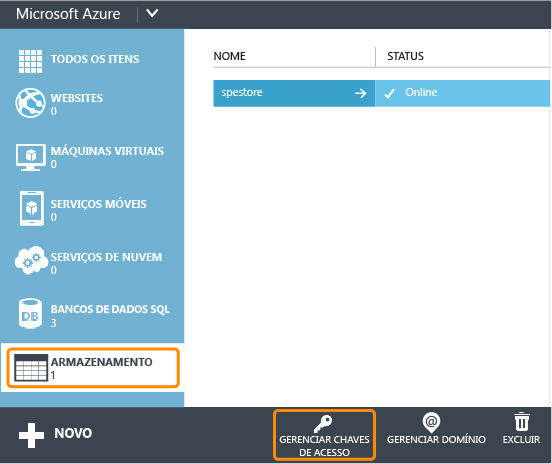 Microsoft Azure
TODOS OS ITENS
WEBSITES
0
MÁQUINAS VIRTUAIS
0
SERVIÇOS MÓVEIS
0
SERVIÇOS DE NUVEM
0
DB
BANCOS DE DADOS SQL
3
ARMAZENAMENTO
1
NOME STATUS
spestore Online
NOVO
GERENCIAR CHAVES
DE ACESSO
@
GERENCIAR DOMÍNIO
EXCLUIR